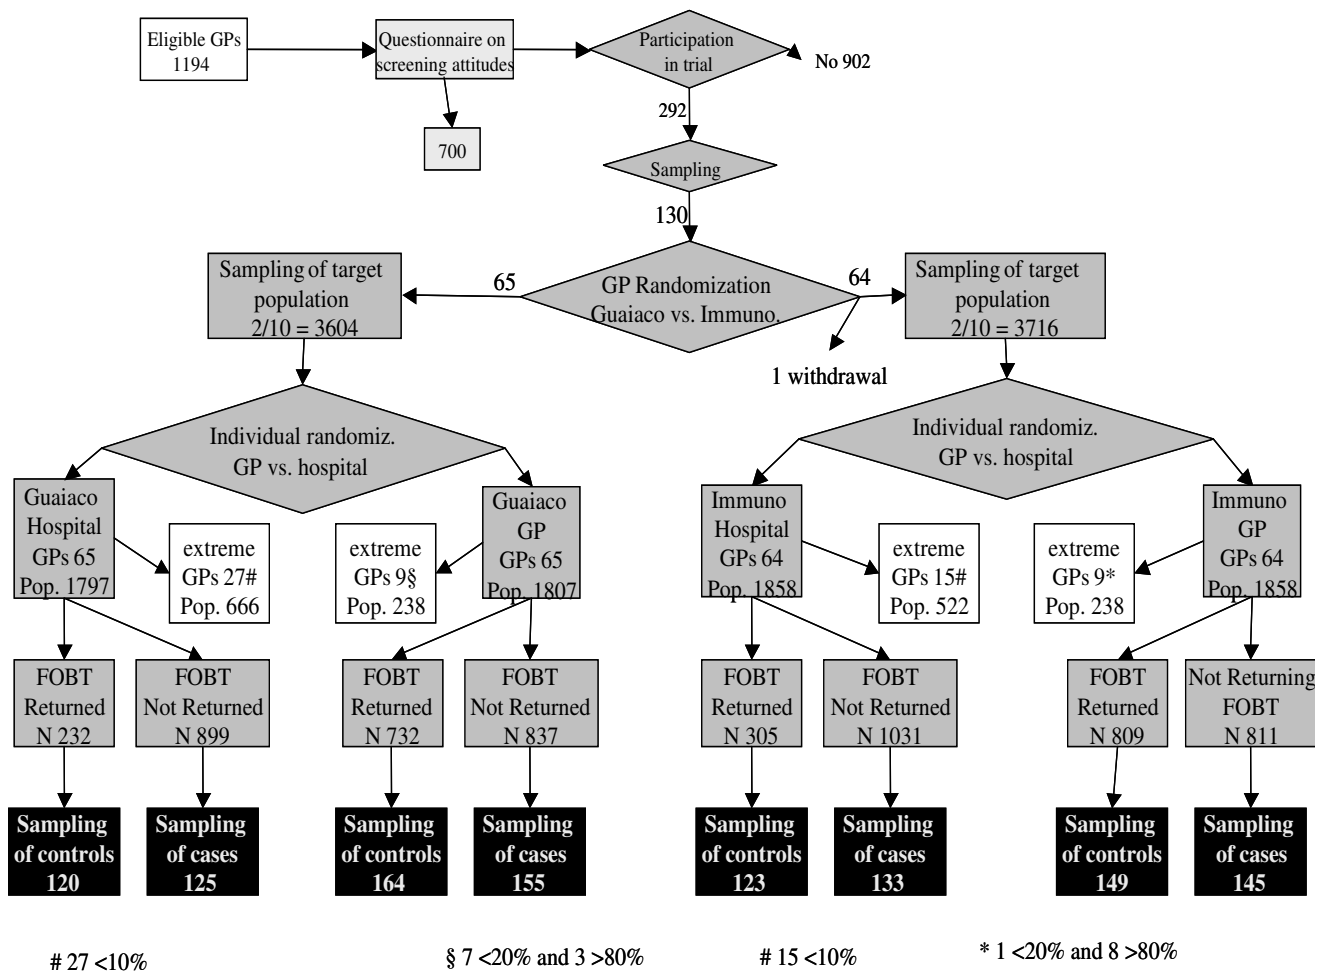 Eligible GPs
1194
Questionnaire on
screening attitudes
Participation
in trial
No 902
700
292
Sampling
130
Sampling of target
population
2/10 = 3604
65
GP Randomization
Guaiaco vs. Immuno.
64
Sampling of target
population
2/10 = 3716
1 withdrawal
Individual randomiz.
GP vs. hospital
Individual randomiz.
GP vs. hospital
Guaiaco
Hospital
GPs 65
Pop. 1797
extreme
GPs 27#
Pop. 666
extreme
GPs 9§
Pop. 238
Guaiaco
GP
GPs 65
Pop. 1807
Immuno
Hospital
GPs 64
Pop. 1858
extreme
GPs 15#
Pop. 522
extreme
GPs 9*
Pop. 238
Immuno
GP
GPs 64
Pop. 1858
FOBT
Returned
N 232
FOBT
Not Returned
N 899
FOBT
Returned
N 732
FOBT
Not Returned
N 837
FOBT
Returned
N 305
FOBT
Not Returned
N 1031
FOBT
Returned
N 809
Not Returning
FOBT
N 811
Sampling
of controls
120
Sampling
of cases
125
Sampling
of controls
164
Sampling
of cases
155
Sampling
of controls
123
Sampling
of cases
133
Sampling
of controls
149
Sampling
of cases
145
# 27 <10%
§ 7 <20% and 3 >80%
# 15 <10%
* 1 <20% and 8 >80%